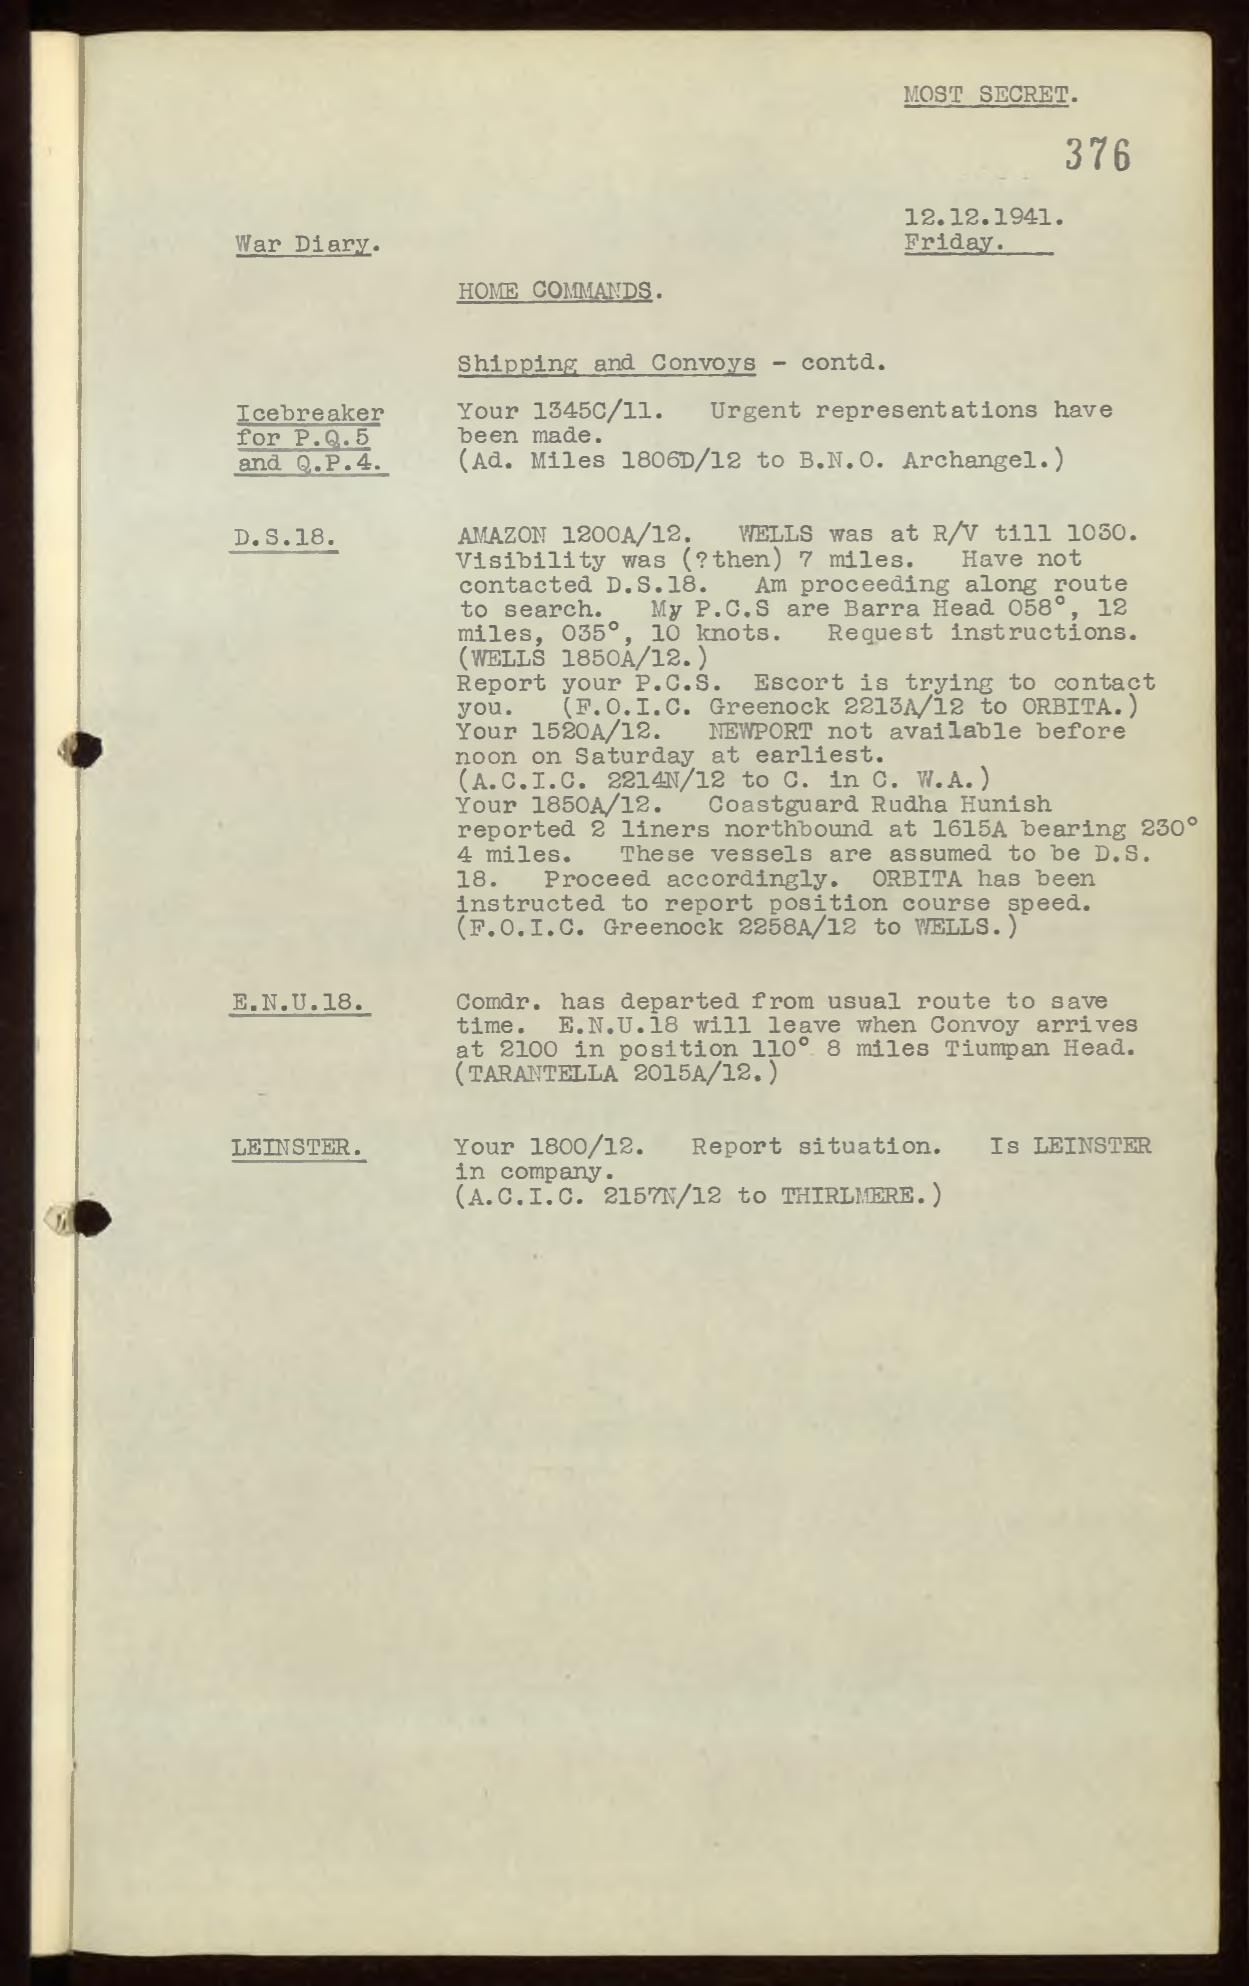 MOST SECRET.
376
12.12.1941.
Friday.
War Diary.
HOME COMMANDS.
Shipping and Convoys - contd.
Icebreaker
for P.Q.5
and Q.P.4.
Your 1345C/11. Urgent representations have
been made.
(Ad. Miles 1806D/12 to B.N.O. Archangel.)
D.S.18.
AMAZON 1200A/12. WELLS was at R/V till 1030.
Visibility was (?then) 7 miles. Have not
contacted D.S.18. Am proceeding along route
to search. My P.C.S are Barra Head 058°, 12
miles, 035°, 10 knots. Request instructions.
(WELLS 1850A/12.)
Report your P.C.S. Escort is trying to contact
you. (F.O.I.C. Greenock 2213A/12 to ORBITA.)
Your 1520A/12. NEWPORT not available before
noon on Saturday at earliest.
(A.C.I.C. 2214N/12 to C. in C. W.A.)
Your 1850A/12. Coastguard Rudha Hunish
reported 2 liners northbound at 1615A bearing 230°
4 miles. These vessels are assumed to be D.S.
18. Proceed accordingly. ORBITA has been
instructed to report position course speed.
(F.O.I.C. Greenock 2258A/12 to WELLS.)
E.N.U.18.
Comdr. has departed from usual route to save
time. E.N.U.18 will leave when Convoy arrives
at 2100 in position 110° 8 miles Tiumpan Head.
(TARANTELLA 2015A/12.)
LEINSTER.
Your 1800/12. Report situation. Is LEINSTER
in company.
(A.C.I.C. 2157N/12 to THIRLMERE.)